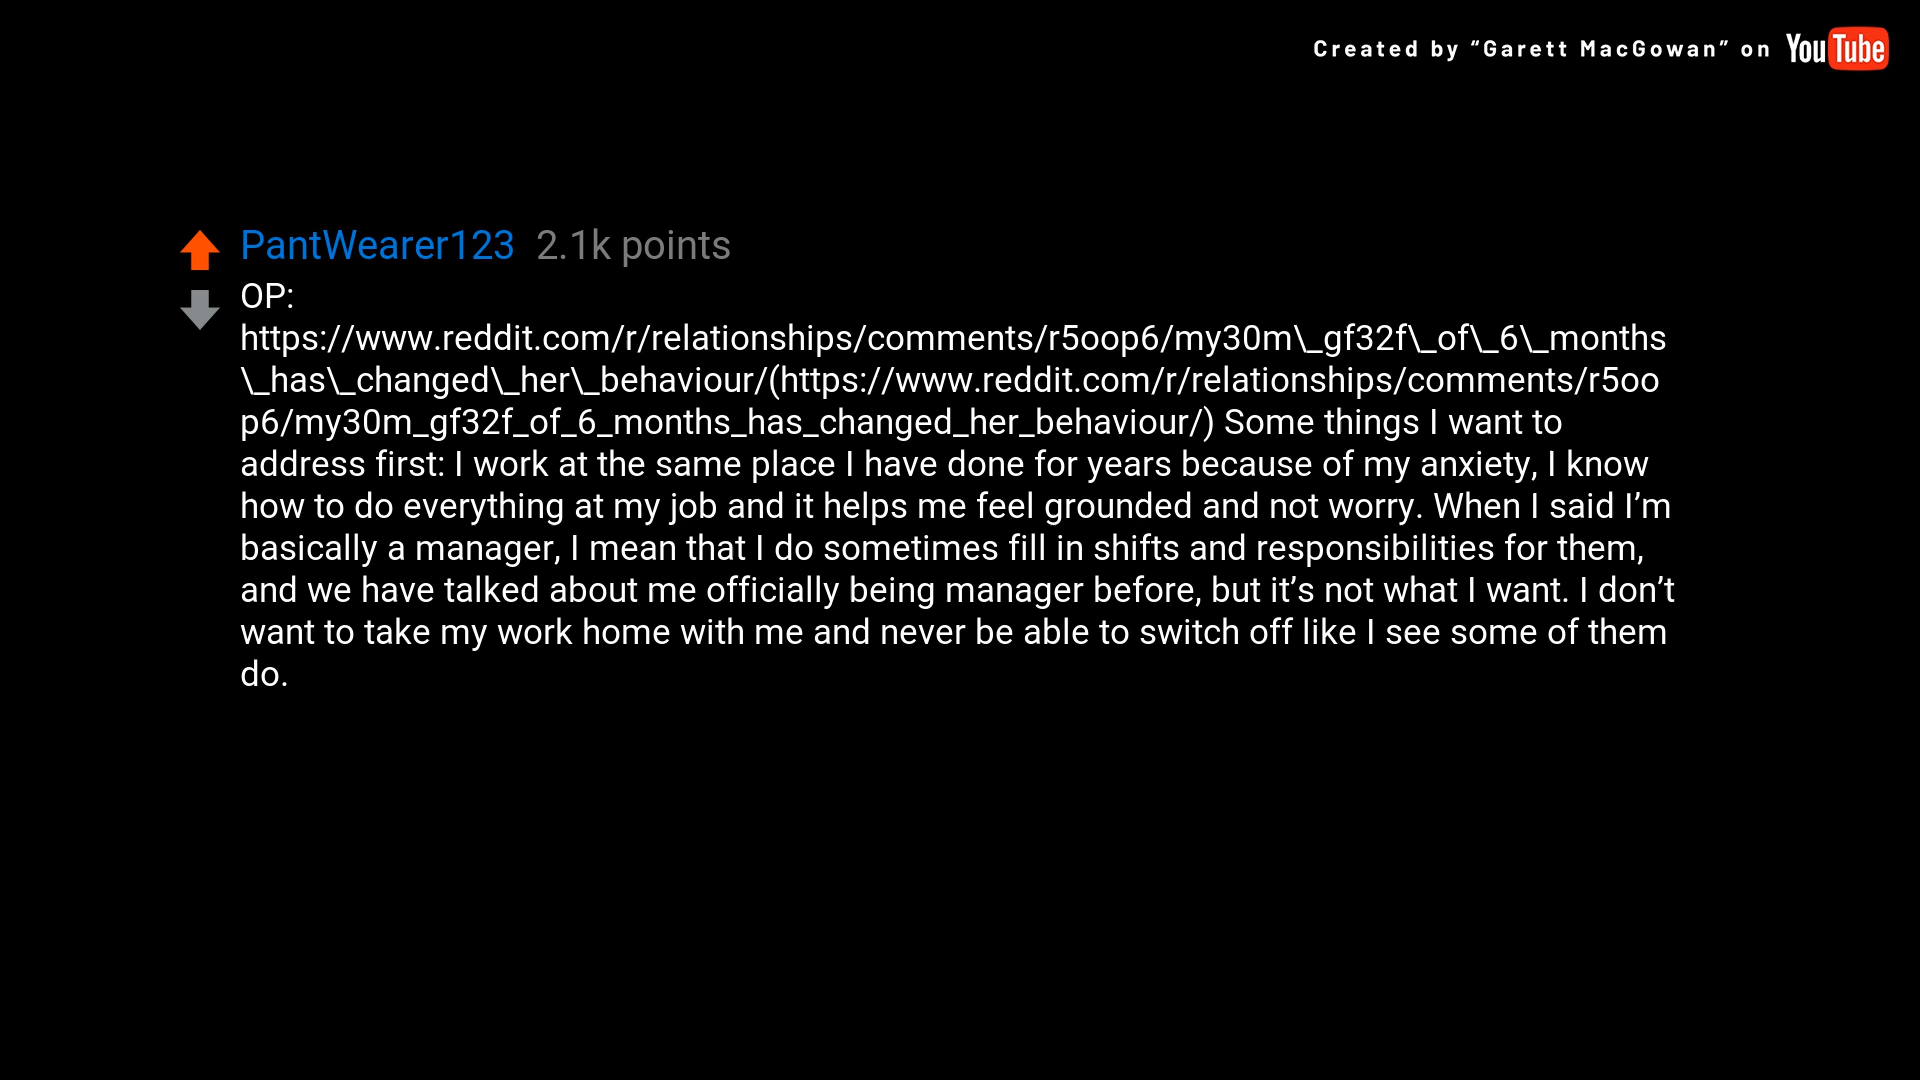 Created by “Garett MacGowan” on YouTube
PantWearer123 2.1k points
OP:
https://www.reddit.com/r/relationships/comments/r5oop6/my30m\_gf32f\_of\_6\_months
\_has\_changed\_her\_behaviour/(https://www.reddit.com/r/relationships/comments/r5oo
p6/my30m_gf32f_of_6_months_has_changed_her_behaviour/) Some things I want to
address first: I work at the same place I have done for years because of my anxiety, I know
how to do everything at my job and it helps me feel grounded and not worry. When I said I’m
basically a manager, I mean that I do sometimes fill in shifts and responsibilities for them,
and we have talked about me officially being manager before, but it’s not what I want. I don’t
want to take my work home with me and never be able to switch off like I see some of them
do.